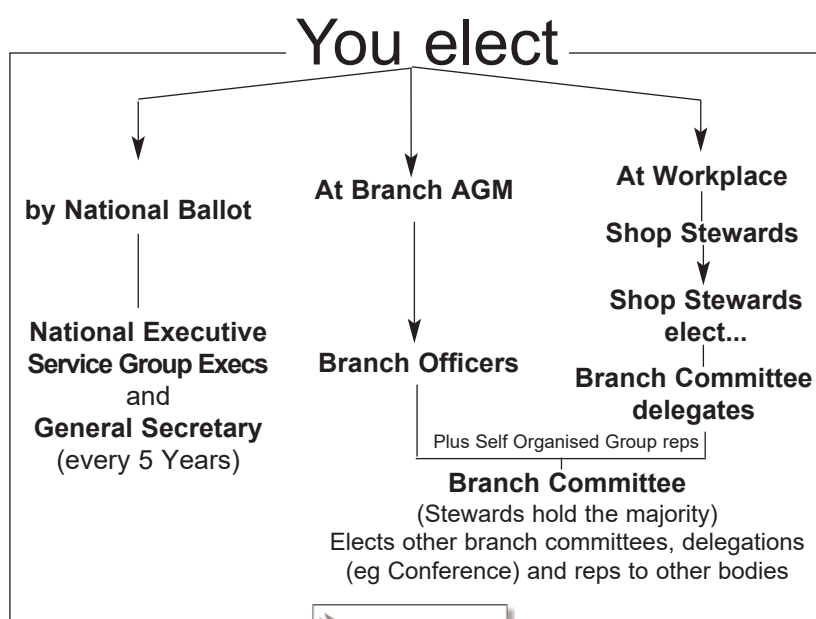 You elect
by National Ballot
National Executive
Service Group Execs
and
General Secretary
(every 5 Years)
At Branch AGM
Branch Officers
At Workplace
Shop Stewards
Shop Stewards
elect...
Branch Committee
delegates
Plus Self Organised Group reps
Branch Committee
(Stewards hold the majority)
Elects other branch committees, delegations
(eg Conference) and reps to other bodies